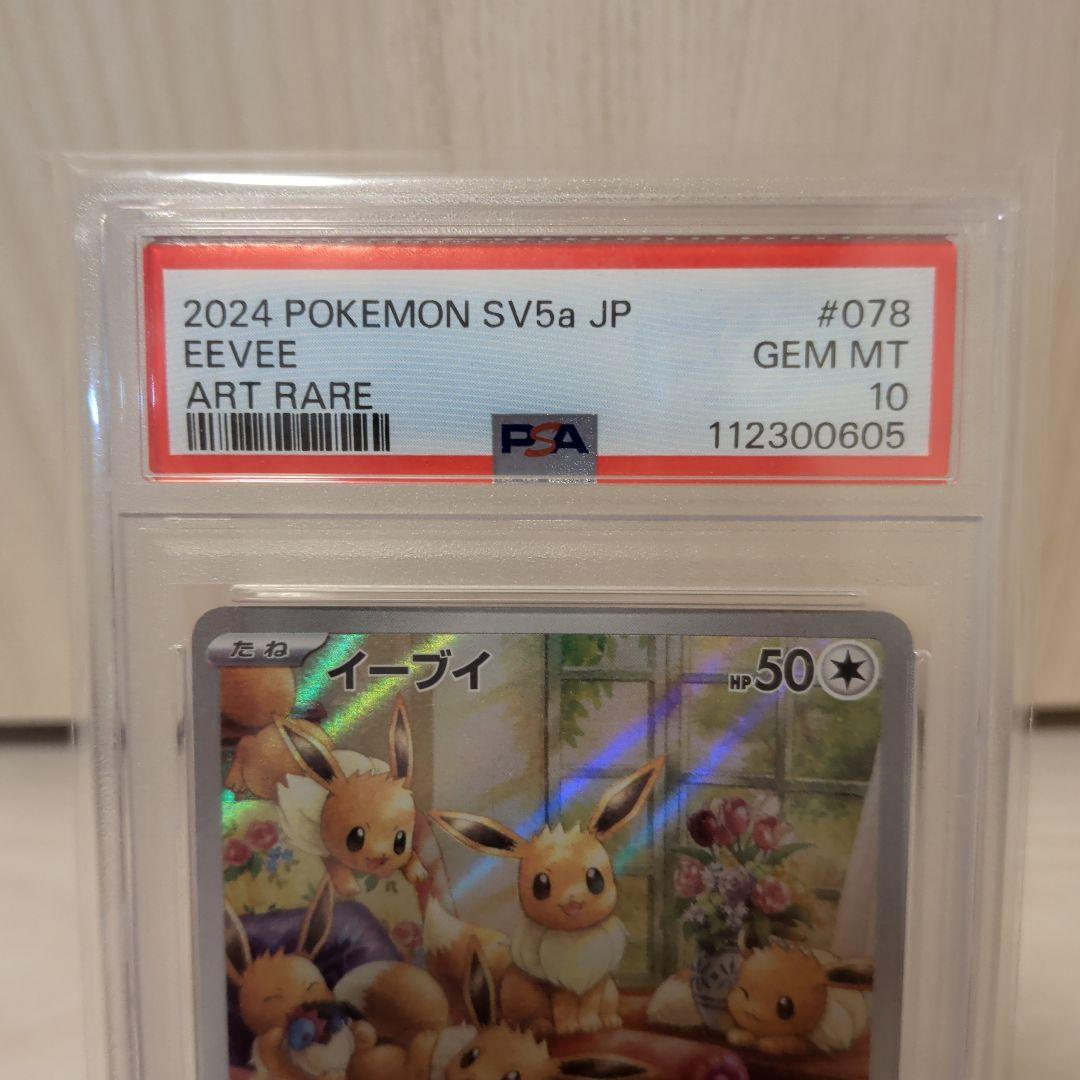 2024 POKEMON SV5a JP #078
EEVEE GEM MT
ART RARE 10
PSA 112300605
たね イーブイ HP50